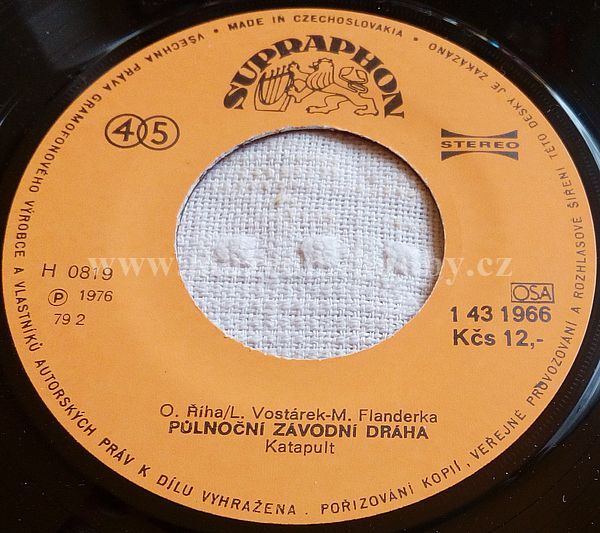 MADE IN CZECHOSLOVAKIA • VŠECHNA PRÁVA GRAMOFONOVÉHO VÝROBCE A VLASTNÍKŮ AUTORSKÝCH PRÁV K DÍLU VYHRAŽENA. POŘIZOVÁNÍ KOPIÍ, VEŘEJNÉ PROVOZOVÁNÍ A ROZHLASOVÉ ŠÍŘENÍ TÉTO DESKY JE ZAKÁZÁNO
SUPRAPHON
45
STEREO
H 0819
Ⓟ 1976
79 2
OSA
1 43 1966
Kčs 12,-
O. Říha/L. Vostárek-M. Flanderka
PŮLNOČNÍ ZÁVODNÍ DRÁHA
Katapult